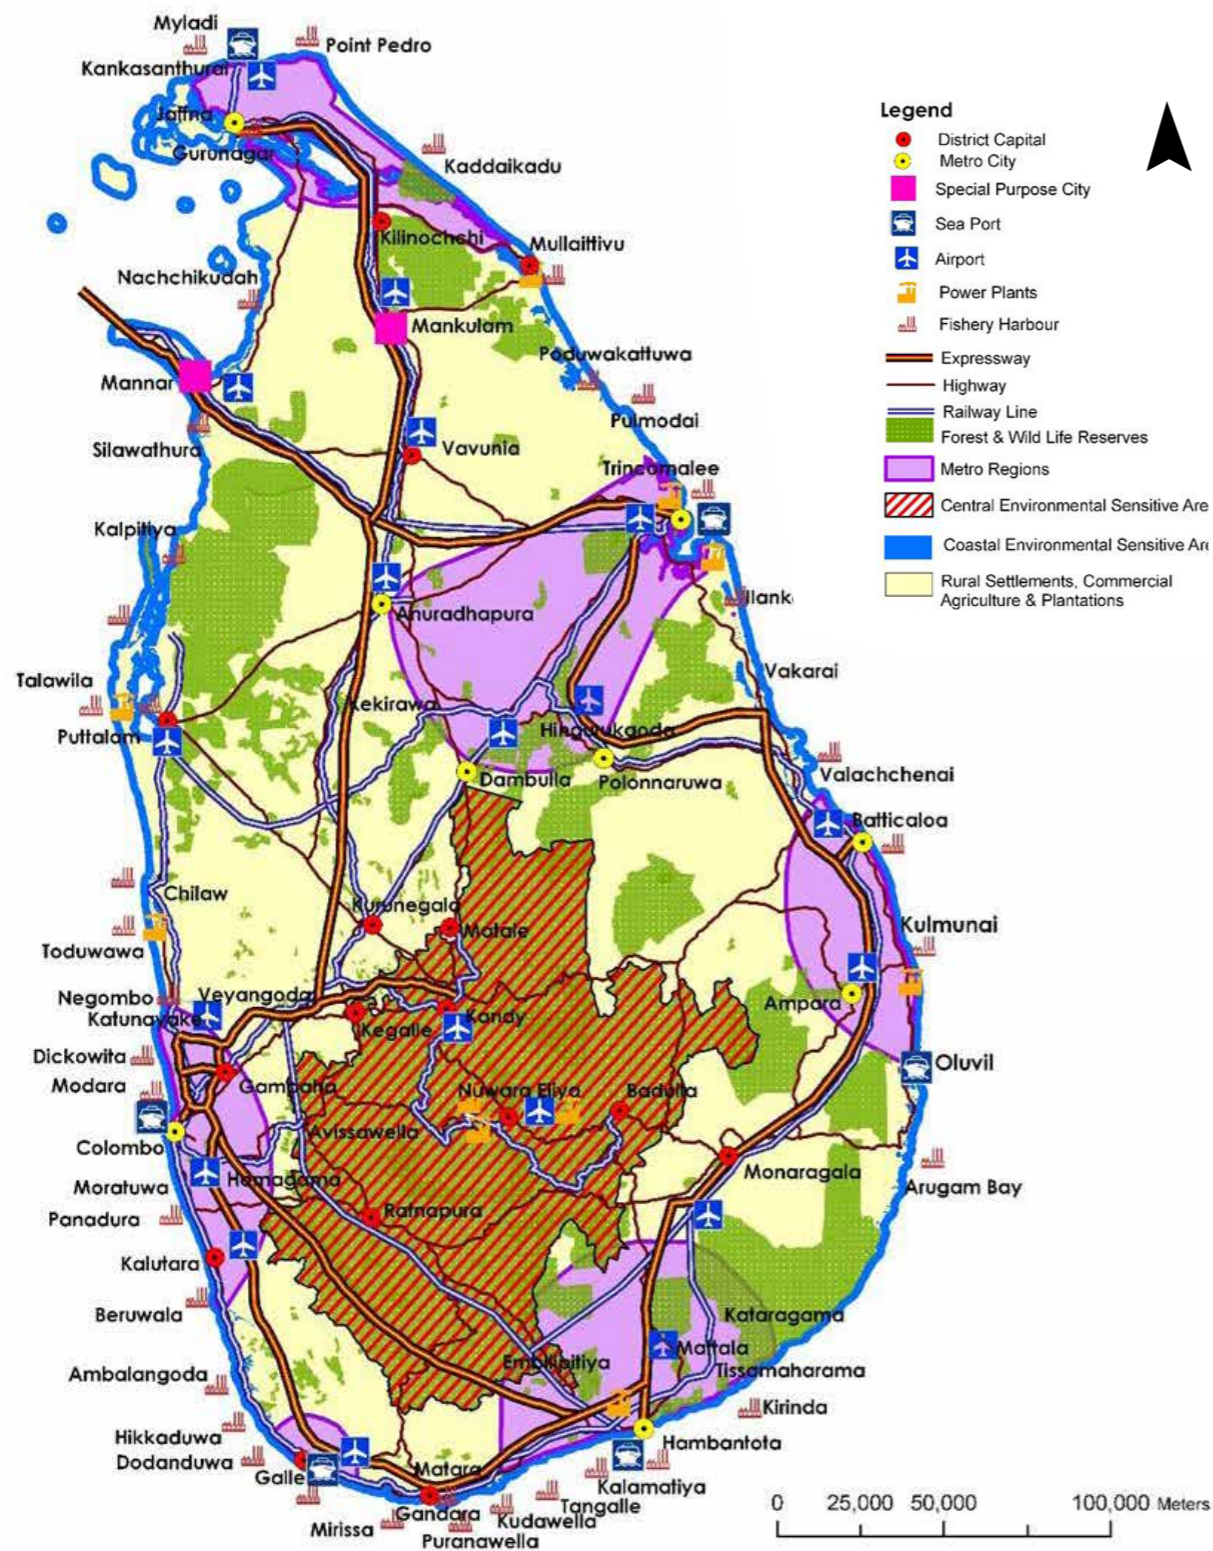 Myladi
Point Pedro
Kankasanthurai
Jaffna
Gurunagar
Kaddaikadu
Kilinochchi
Mullaittivu
Nachchikudah
Mankulam
Mannar
Poduwakattuwa
Pulmodai
Silawathura
Vavunia
Trincomalee
Kalpitiya
Anuradhapura
Vakarai
Talawila
Kekirawa
Puttalam
Hingurukgoda
Dambulla
Polonnaruwa
Valachchenai
Batticaloa
Chilaw
Kurunegala
Matale
Kulmunai
Toduwawa
Negombo
Veyangoda
Katunayake
Ampara
Kegalle
Kandy
Dickowita
Oluvil
Modara
Gampaha
Nuwara Eliya
Badulla
Colombo
Avissawella
Monaragala
Moratuwa
Homagama
Arugam Bay
Panadura
Ratnapura
Kalutara
Beruwala
Kataragama
Mattala
Embilipitiya
Tissamaharama
Ambalangoda
Kirinda
Hikkaduwa
Hambantota
Dodanduwa
Galle
Matara
Kalamatiya
Tangalle
Gandara
Kudawella
Mirissa
Puranawella
Legend
District Capital
Metro City
Special Purpose City
Sea Port
Airport
Power Plants
Fishery Harbour
Expressway
Highway
Railway Line
Forest & Wild Life Reserves
Metro Regions
Central Environmental Sensitive Are
Coastal Environmental Sensitive Are
Rural Settlements, Commercial
Agriculture & Plantations
0 25,000 50,000 100,000 Meters